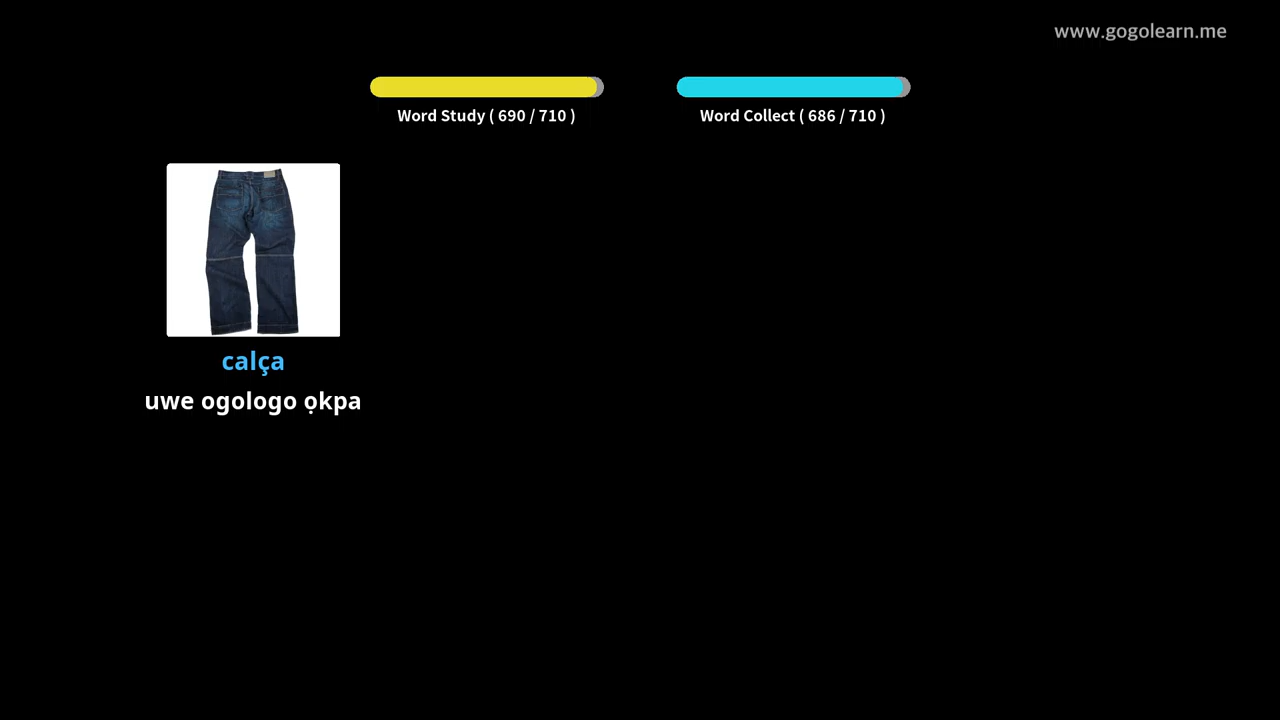 www.gogolearn.me
Word Study ( 690 / 710 )
Word Collect ( 686 / 710 )
calça
uwe ogologo ọkpa